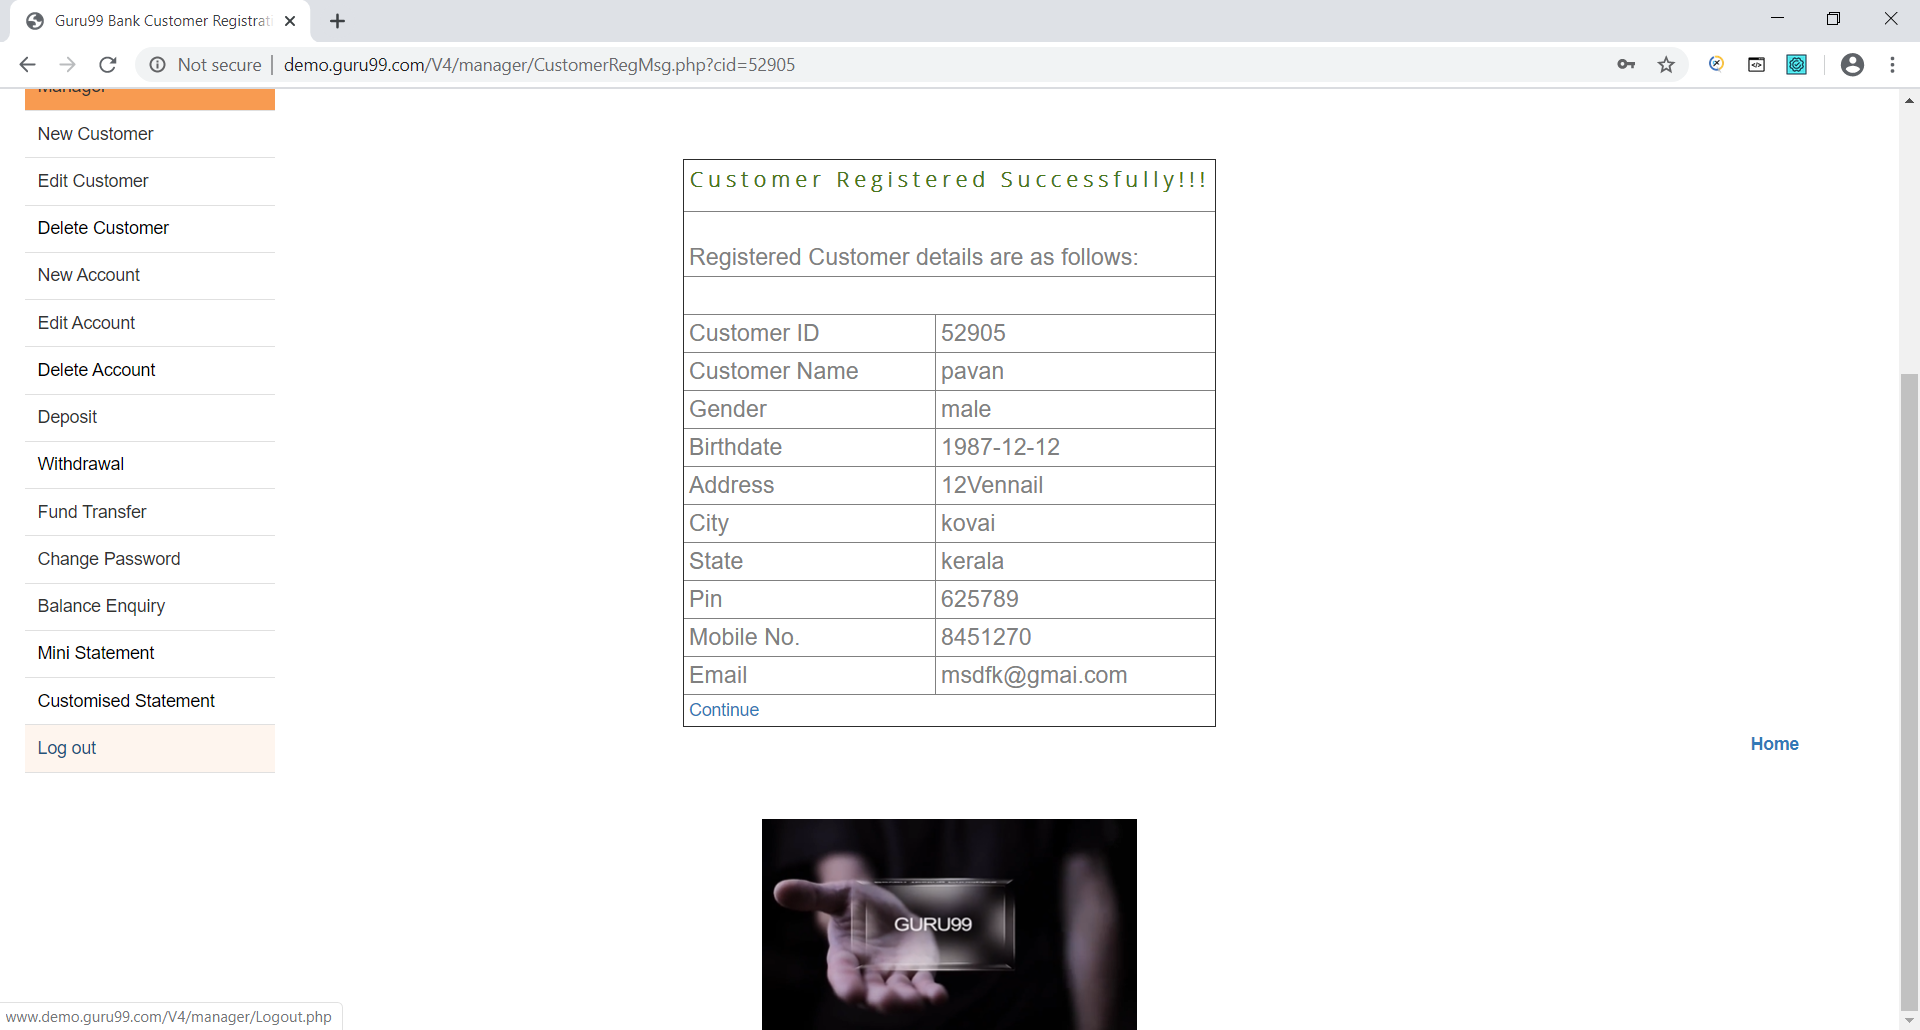 Guru99 Bank Customer Registrati
Not secure | demo.guru99.com/V4/manager/CustomerRegMsg.php?cid=52905
Manager
New Customer
Edit Customer
Delete Customer
New Account
Edit Account
Delete Account
Deposit
Withdrawal
Fund Transfer
Change Password
Balance Enquiry
Mini Statement
Customised Statement
Log out
Customer Registered Successfully!!!
Registered Customer details are as follows:
Customer ID 52905
Customer Name pavan
Gender male
Birthdate 1987-12-12
Address 12Vennail
City kovai
State kerala
Pin 625789
Mobile No. 8451270
Email msdfk@gmai.com
Continue
Home
GURU99
www.demo.guru99.com/V4/manager/Logout.php